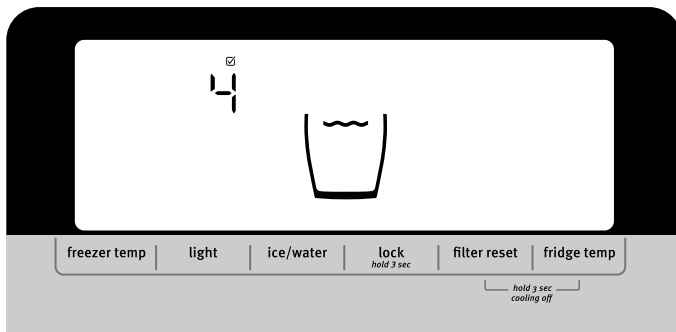 4
freezer temp light ice/water lock filter reset fridge temp
hold 3 sec
hold 3 sec
cooling off